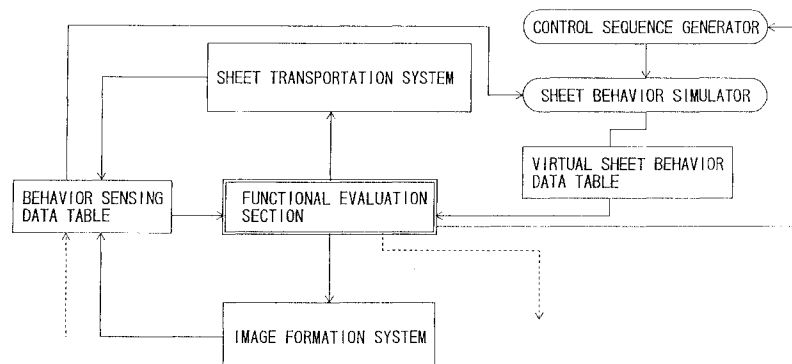 CONTROL SEQUENCE GENERATOR
SHEET TRANSPORTATION SYSTEM
SHEET BEHAVIOR SIMULATOR
VIRTUAL SHEET BEHAVIOR
DATA TABLE
BEHAVIOR SENSING
DATA TABLE
FUNCTIONAL EVALUATION
SECTION
IMAGE FORMATION SYSTEM